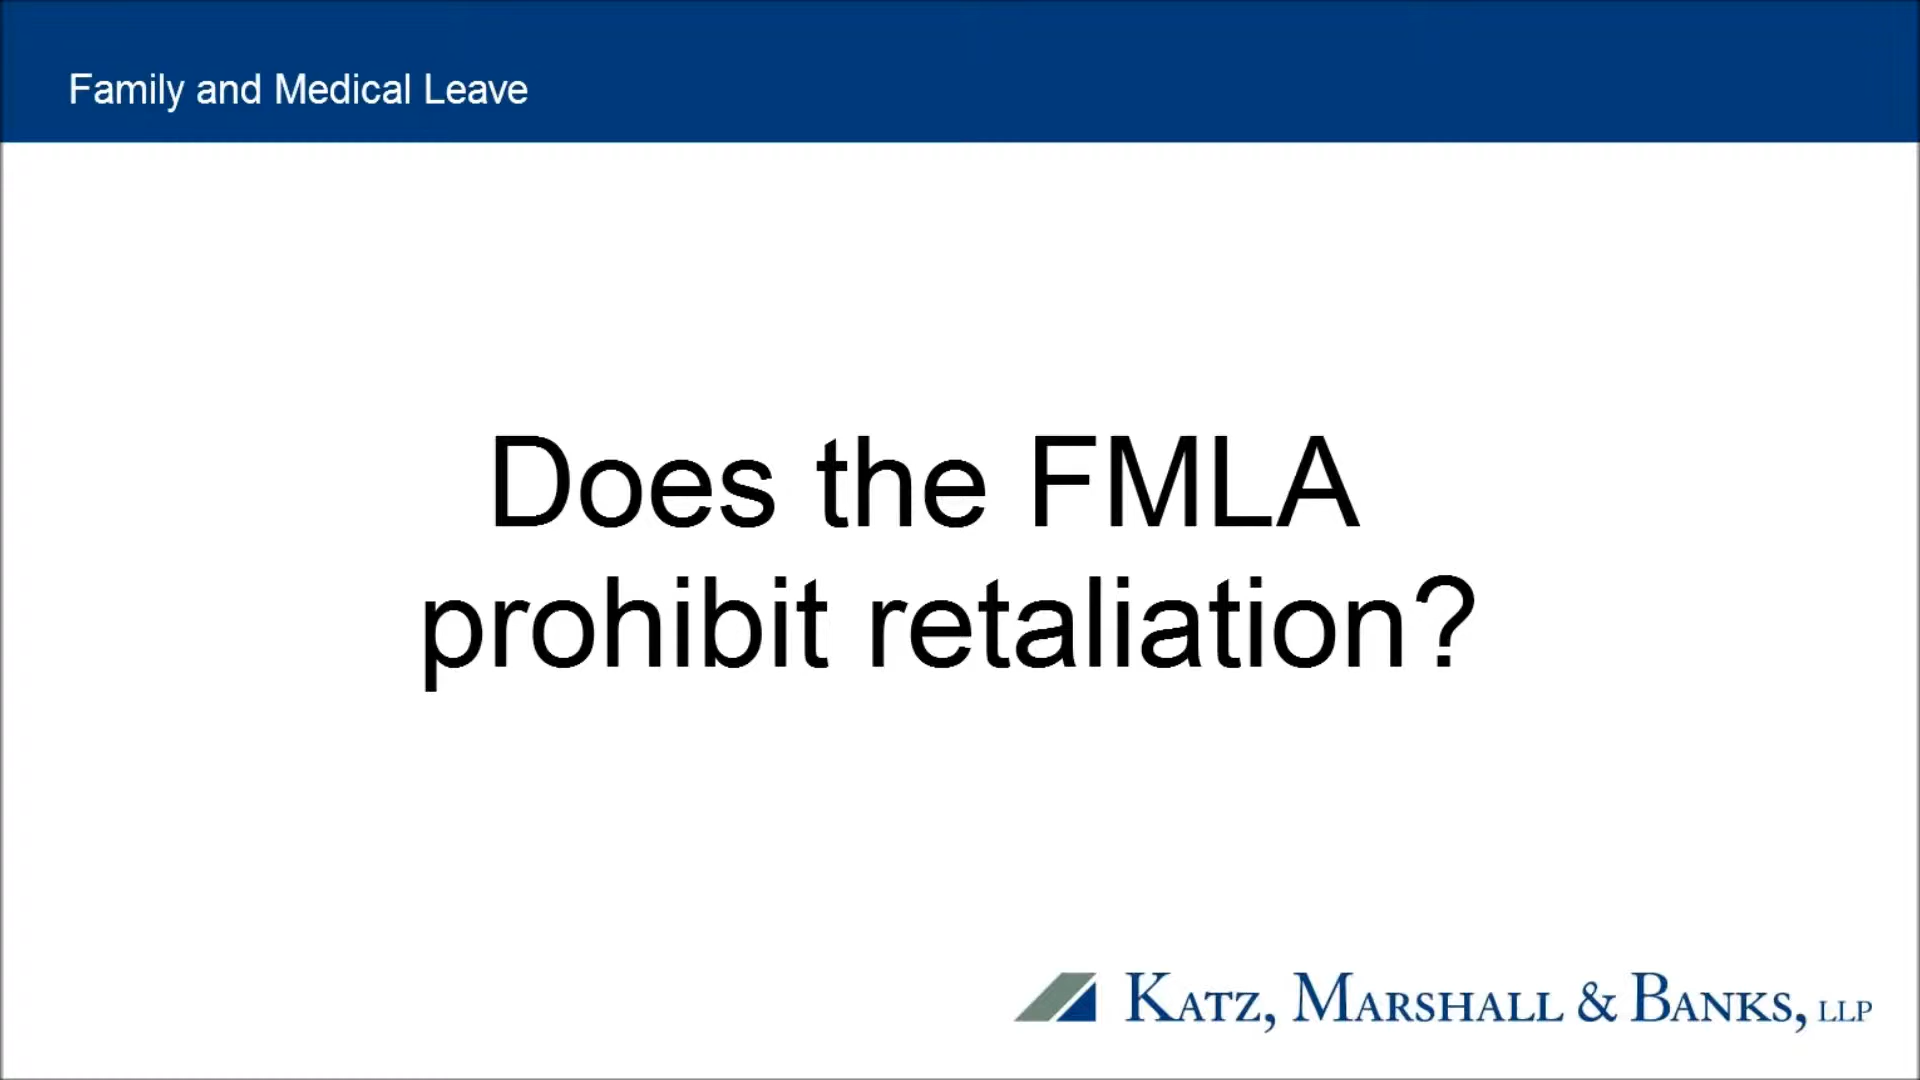 Family and Medical Leave
Does the FMLA
prohibit retaliation?
KATZ, MARSHALL & BANKS, LLP